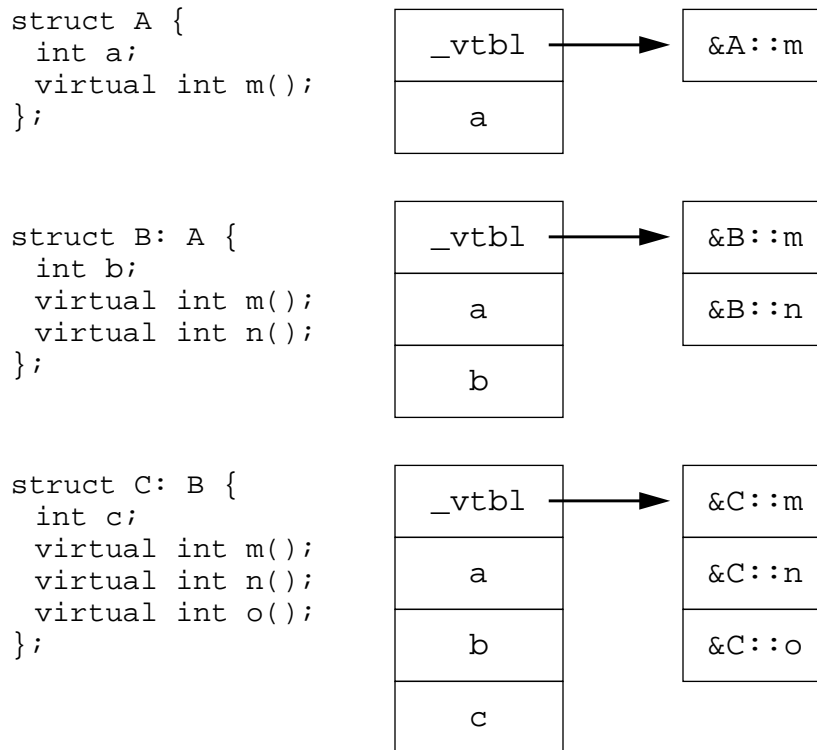 struct A {
int a;
virtual int m();
};
_vtbl
a
&A::m
struct B: A {
int b;
virtual int m();
virtual int n();
};
_vtbl
a
b
&B::m
&B::n
struct C: B {
int c;
virtual int m();
virtual int n();
virtual int o();
};
_vtbl
a
b
c
&C::m
&C::n
&C::o